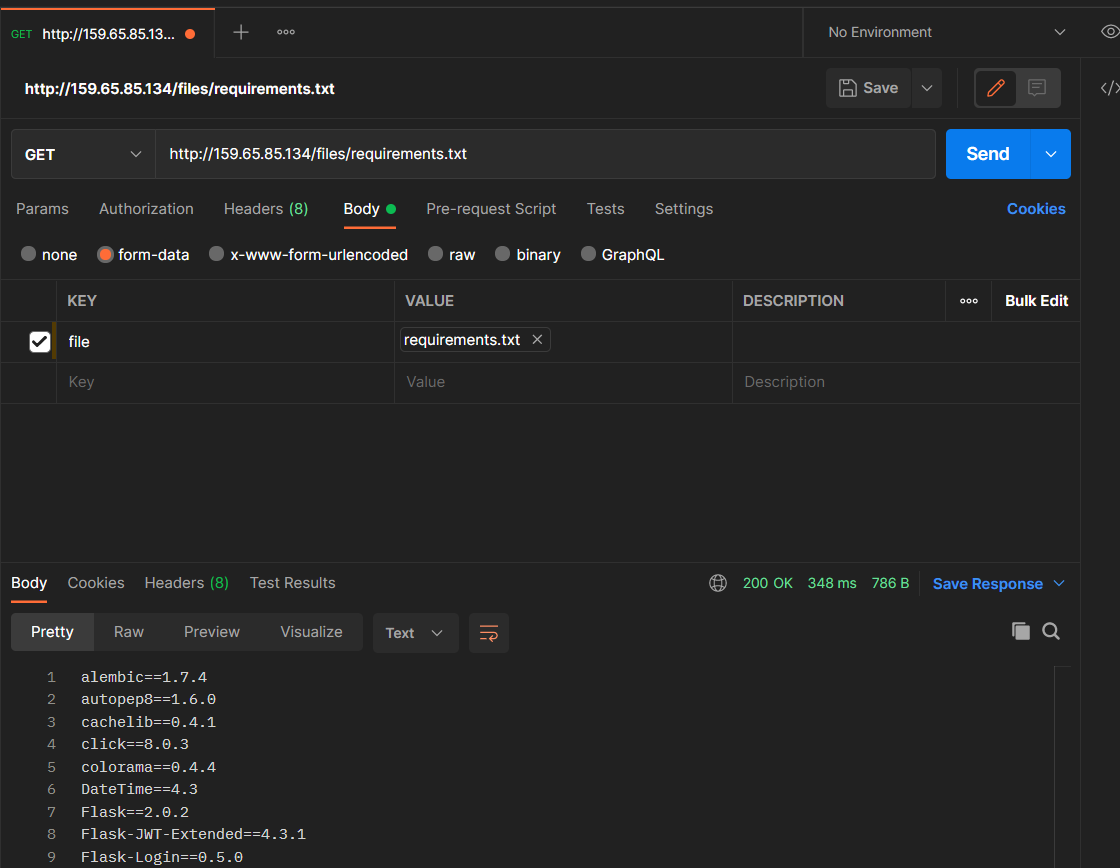 GET http://159.65.85.13... No Environment
http://159.65.85.134/files/requirements.txt Save
GET http://159.65.85.134/files/requirements.txt Send
Params Authorization Headers (8) Body Pre-request Script Tests Settings Cookies
none form-data x-www-form-urlencoded raw binary GraphQL
KEY VALUE DESCRIPTION Bulk Edit
file requirements.txt
Key Value Description
Body Cookies Headers (8) Test Results 200 OK 348 ms 786 B Save Response
Pretty Raw Preview Visualize Text
1 alembic==1.7.4
2 autopep8==1.6.0
3 cachelib==0.4.1
4 click==8.0.3
5 colorama==0.4.4
6 DateTime==4.3
7 Flask==2.0.2
8 Flask-JWT-Extended==4.3.1
9 Flask-Login==0.5.0